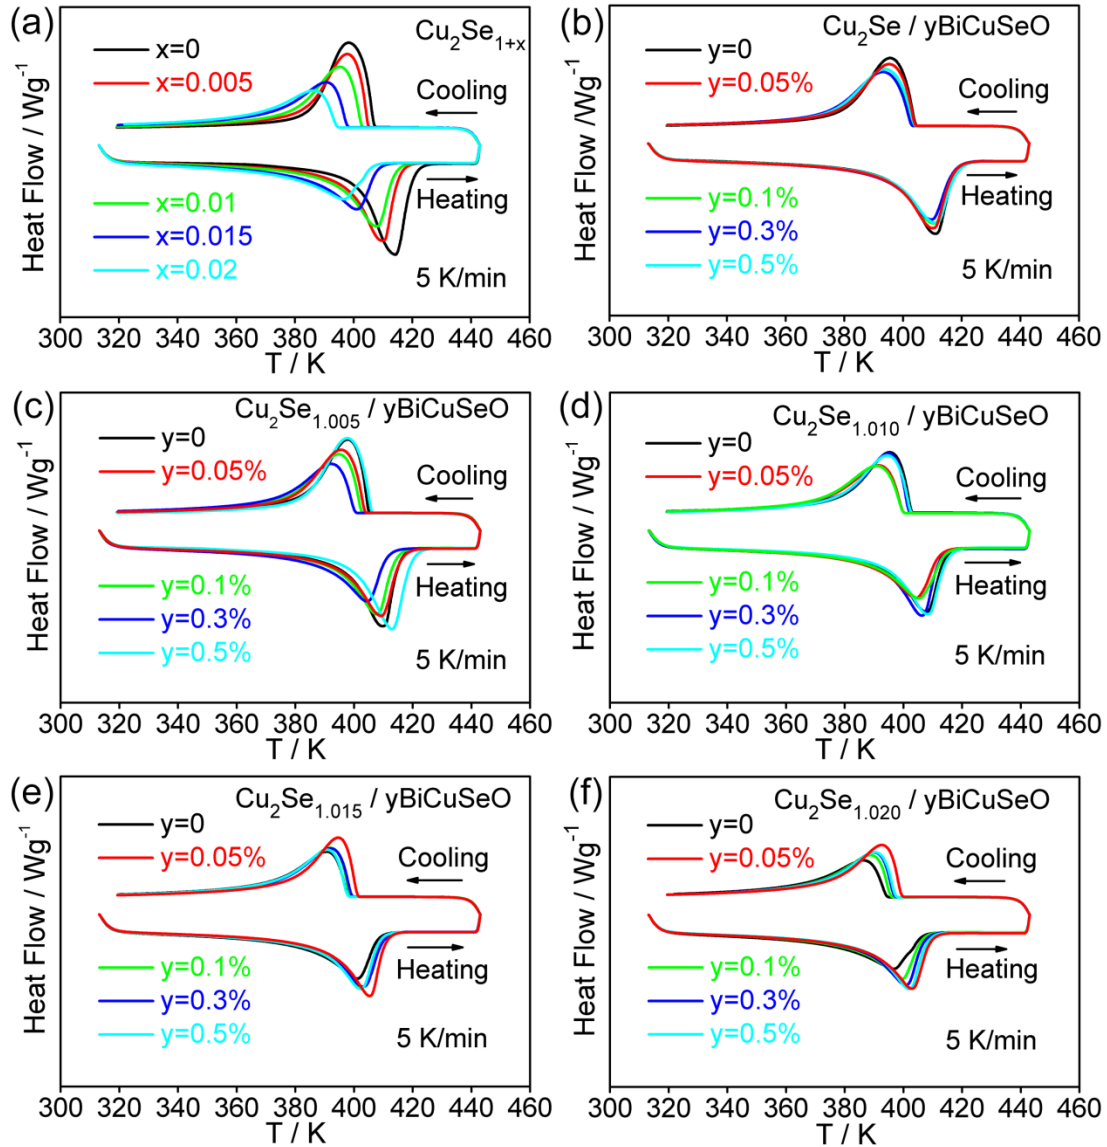 (a)
Cu2Se1+x
x=0
x=0.005
Cooling
Heating
x=0.01
x=0.015
x=0.02
5 K/min
Heat Flow / Wg-1
300 320 340 360 380 400 420 440 460
T / K
(b)
Cu2Se / yBiCuSeO
y=0
y=0.05%
Cooling
Heating
y=0.1%
y=0.3%
y=0.5%
5 K/min
Heat Flow /Wg-1
300 320 340 360 380 400 420 440 460
T / K
(c)
Cu2Se1.005 / yBiCuSeO
y=0
y=0.05%
Cooling
Heating
y=0.1%
y=0.3%
y=0.5%
5 K/min
Heat Flow / Wg-1
300 320 340 360 380 400 420 440 460
T / K
(d)
Cu2Se1.010 / yBiCuSeO
y=0
y=0.05%
Cooling
Heating
y=0.1%
y=0.3%
y=0.5%
5 K/min
Heat Flow / Wg-1
300 320 340 360 380 400 420 440 460
T / K
(e)
Cu2Se1.015 / yBiCuSeO
y=0
y=0.05%
Cooling
Heating
y=0.1%
y=0.3%
y=0.5%
5 K/min
Heat Flow / Wg-1
300 320 340 360 380 400 420 440 460
T / K
(f)
Cu2Se1.020 / yBiCuSeO
y=0
y=0.05%
Cooling
Heating
y=0.1%
y=0.3%
y=0.5%
5 K/min
Heat Flow / Wg-1
300 320 340 360 380 400 420 440 460
T / K